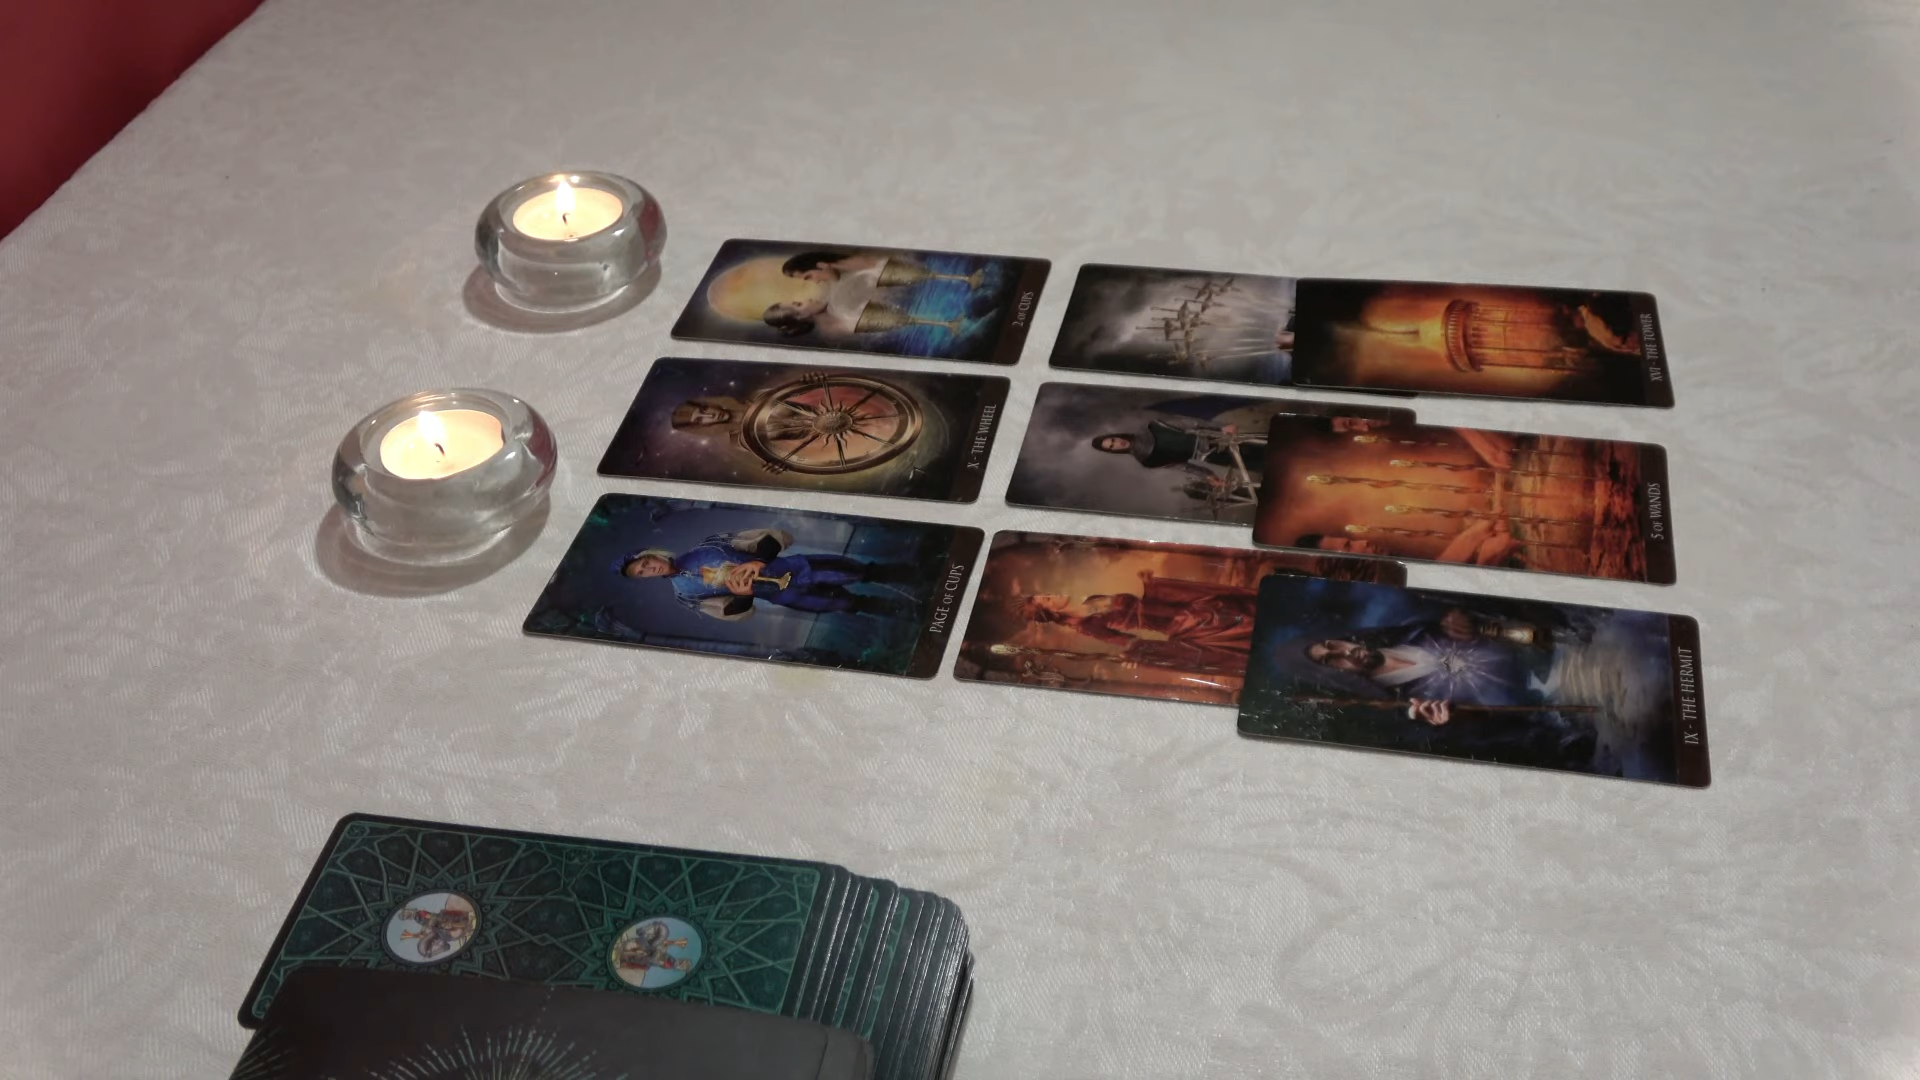 2 OF CUPS
XVI - THE TOWER
X - THE WHEEL
5 OF WANDS
PAGE OF CUPS
IX - THE HERMIT